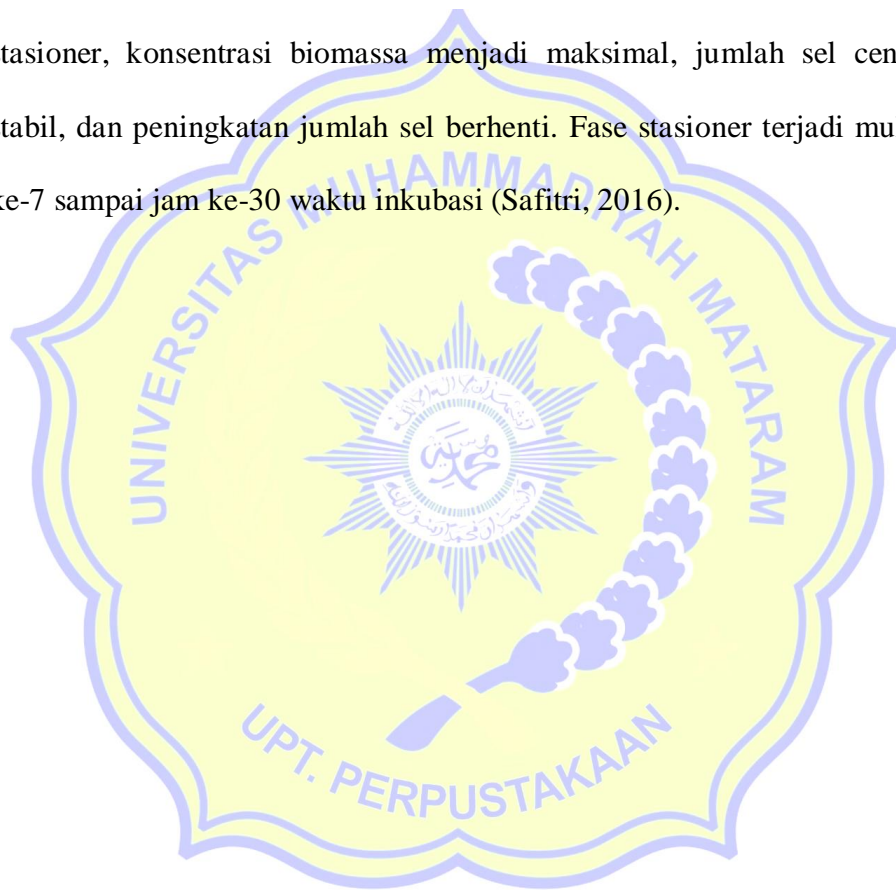 tasioner, konsentrasi biomassa menjadi maksimal, jumlah sel cen
tabil, dan peningkatan jumlah sel berhenti. Fase stasioner terjadi mu
ke-7 sampai jam ke-30 waktu inkubasi (Safitri, 2016).
UNIVERSITAS MUHAMMADIYAH MATARAM
UPT. PERPUSTAKAAN